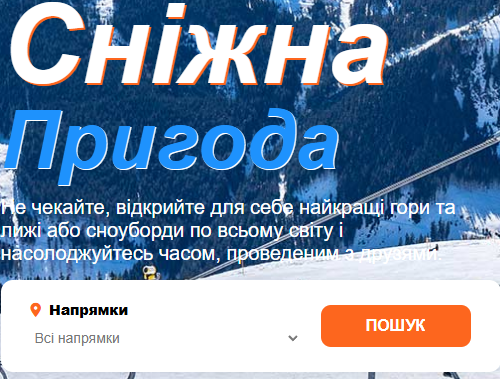 Сніжна
Пригода
Не чекайте, відкрийте для себе найкращі гори та
лижі або сноуборди по всьому світу і
насолоджуйтесь часом, проведеним з друзями.
Напрямки
Всі напрямки
ПОШУК